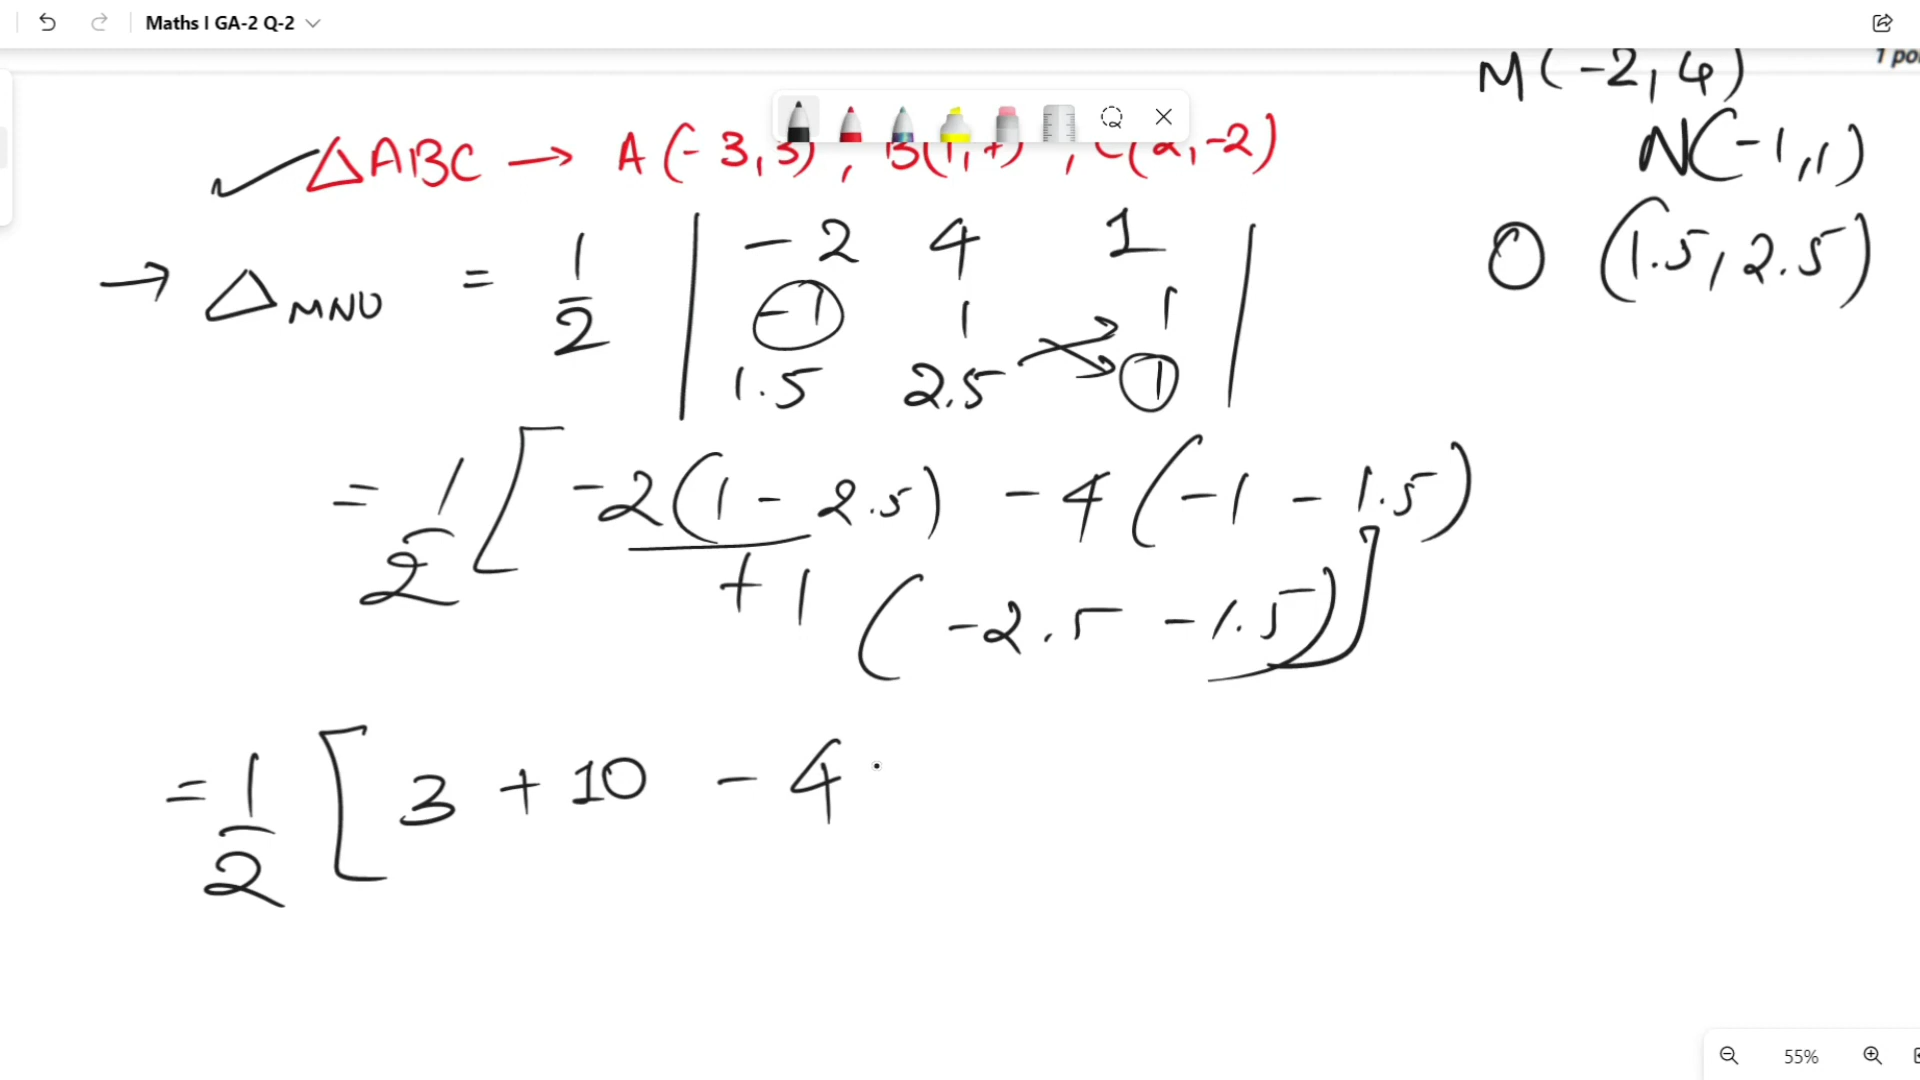 Maths I GA-2 Q-2
M(-2,4)
N(-1,1)
O (1.5,2.5)
△ABC → A(-3,3),
→ △MNO = 1/2 | -2 4 1
-1 1 1
1.5 2.5 1 |
= 1/2 [ -2(1 - 2.5) - 4(-1 - 1.5)
+ 1 (-2.5 - 1.5)]
= 1/2 [ 3 + 10 - 4
55%